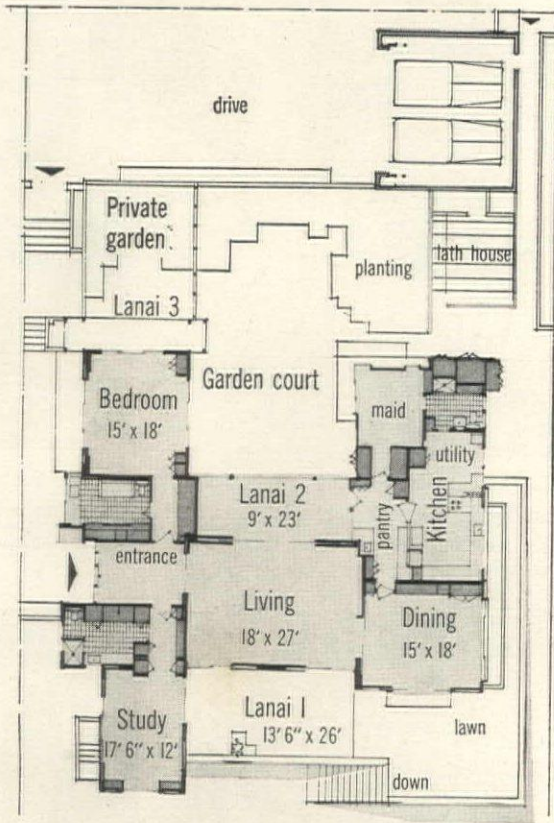 drive
Private
garden
planting
lath house
Lanai 3
Garden court
Bedroom
15' x 18'
maid
utility
Lanai 2
9' x 23'
pantry
Kitchen
entrance
Living
18' x 27'
Dining
15' x 18'
Study
17' 6" x 12'
Lanai 1
13' 6" x 26'
lawn
down